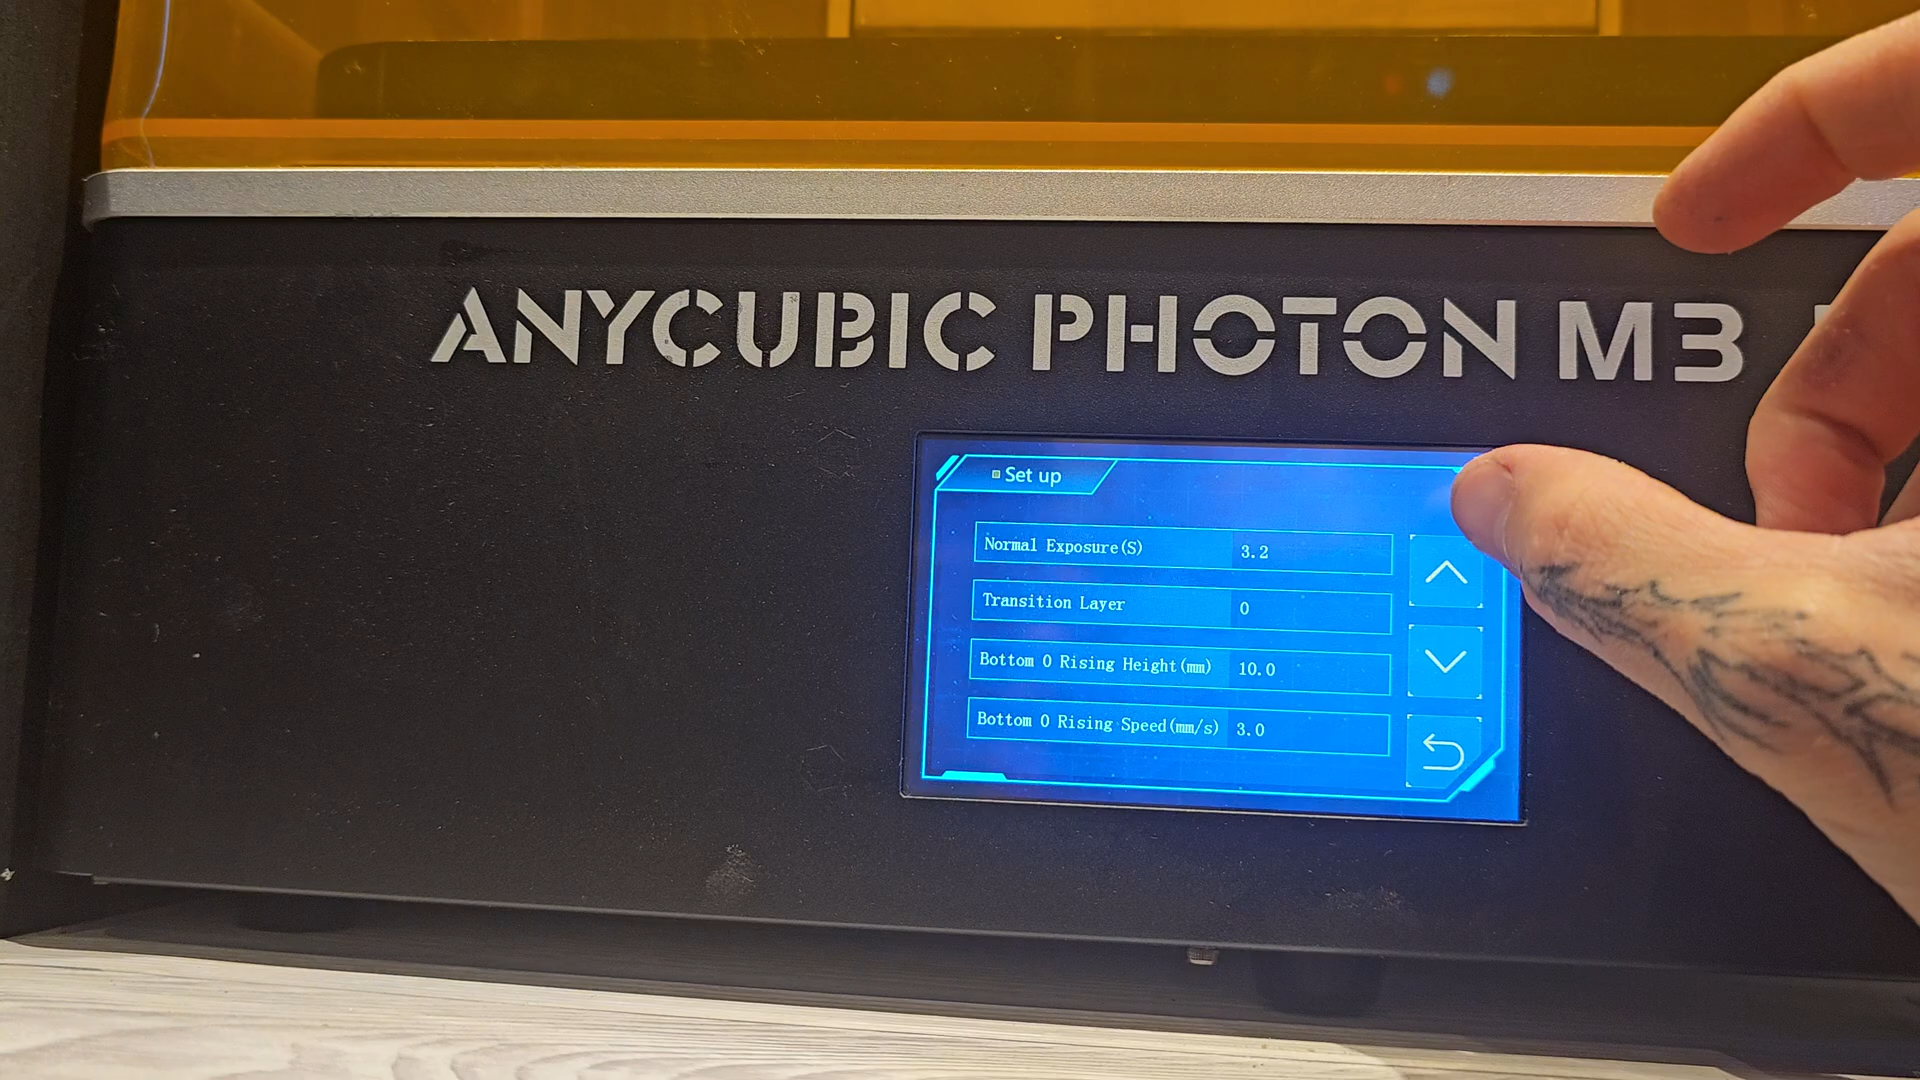 ANYCUBIC PHOTON M3
Set up
Normal Exposure(S) 3.2
Transition Layer 0
Bottom 0 Rising Height(mm) 10.0
Bottom 0 Rising Speed(mm/s) 3.0